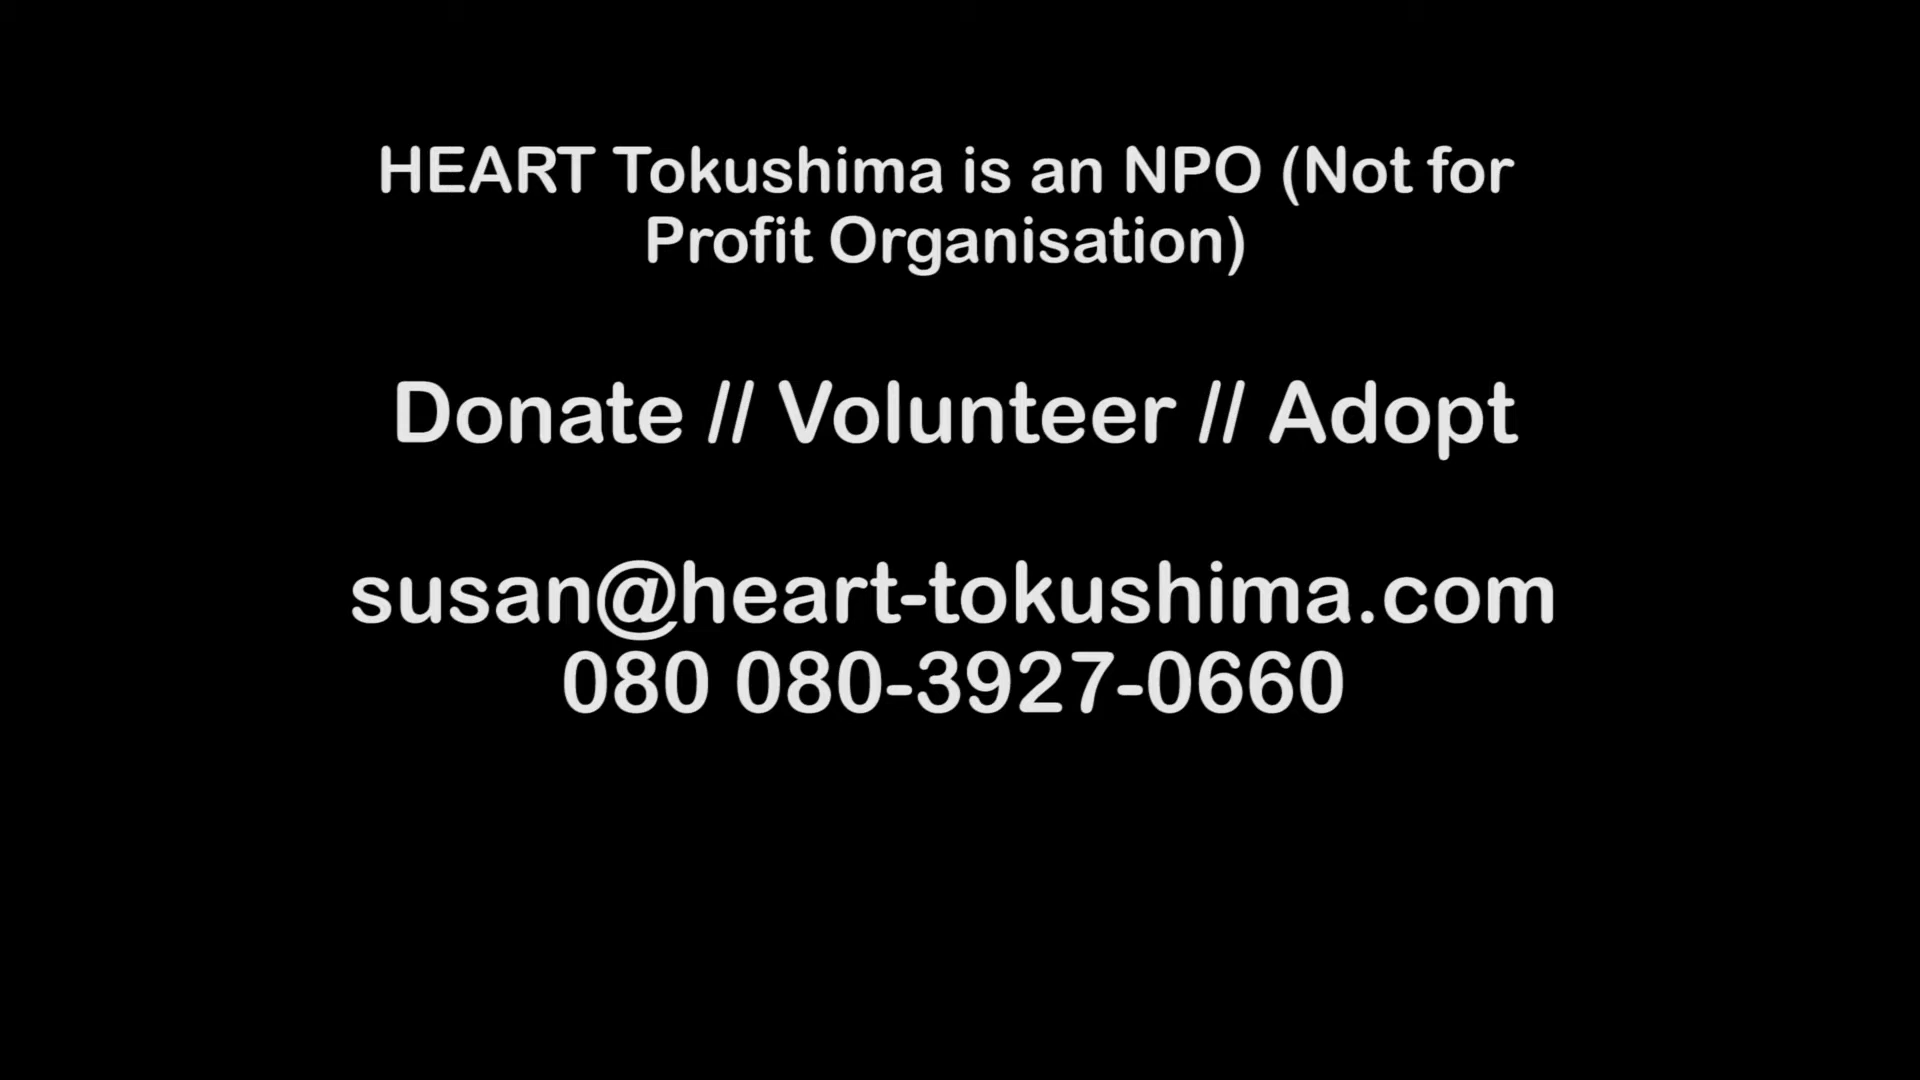 HEART Tokushima is an NPO (Not for
Profit Organisation)
Donate // Volunteer // Adopt
susan@heart-tokushima.com
080 080-3927-0660